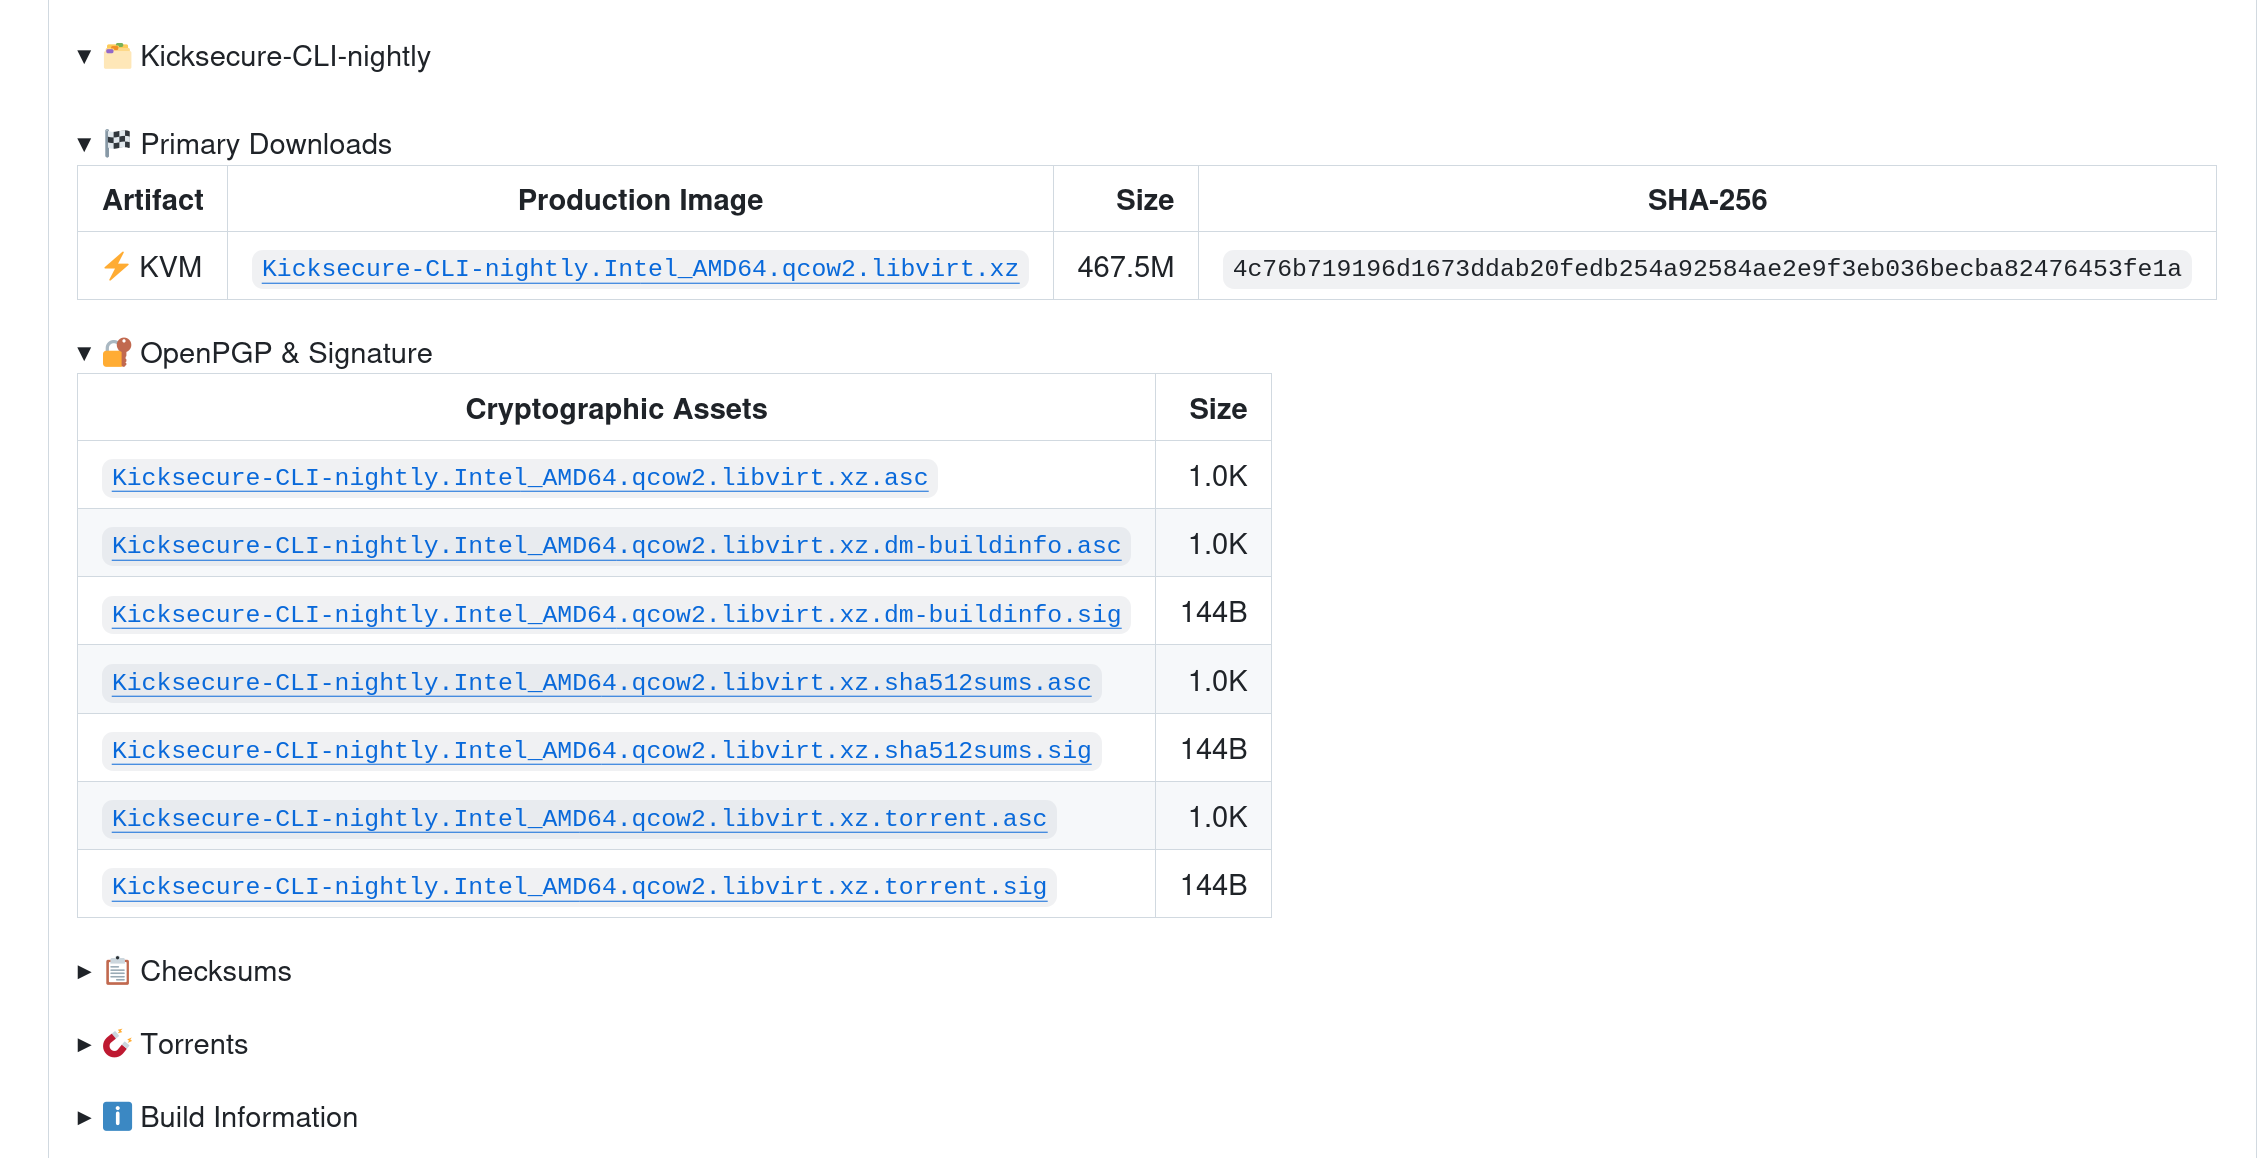 Kicksecure-CLI-nightly
Primary Downloads
Artifact Production Image Size SHA-256
KVM Kicksecure-CLI-nightly.Intel_AMD64.qcow2.libvirt.xz 467.5M 4c76b719196d1673ddab20fedb254a92584ae2e9f3eb036becba82476453fe1a
OpenPGP & Signature
Cryptographic Assets Size
Kicksecure-CLI-nightly.Intel_AMD64.qcow2.libvirt.xz.asc 1.0K
Kicksecure-CLI-nightly.Intel_AMD64.qcow2.libvirt.xz.dm-buildinfo.asc 1.0K
Kicksecure-CLI-nightly.Intel_AMD64.qcow2.libvirt.xz.dm-buildinfo.sig 144B
Kicksecure-CLI-nightly.Intel_AMD64.qcow2.libvirt.xz.sha512sums.asc 1.0K
Kicksecure-CLI-nightly.Intel_AMD64.qcow2.libvirt.xz.sha512sums.sig 144B
Kicksecure-CLI-nightly.Intel_AMD64.qcow2.libvirt.xz.torrent.asc 1.0K
Kicksecure-CLI-nightly.Intel_AMD64.qcow2.libvirt.xz.torrent.sig 144B
Checksums
Torrents
Build Information